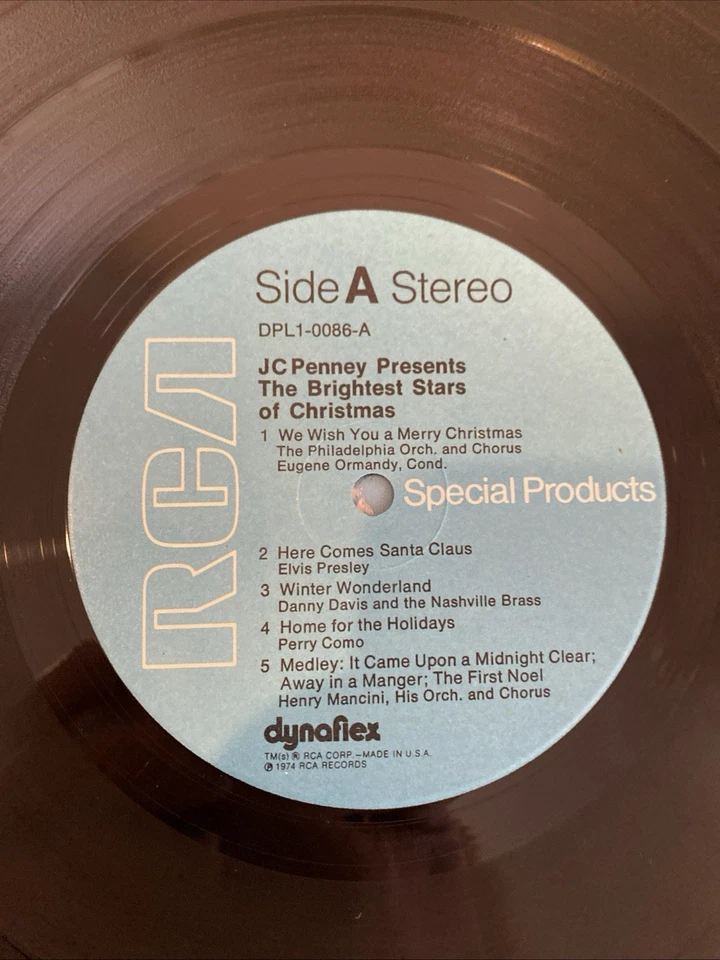 Side A Stereo
DPL1-0086-A
JCPenney Presents
The Brightest Stars
of Christmas
1 We Wish You a Merry Christmas
The Philadelphia Orch. and Chorus
Eugene Ormandy, Cond.
RCA
Special Products
2 Here Comes Santa Claus
Elvis Presley
3 Winter Wonderland
Danny Davis and the Nashville Brass
4 Home for the Holidays
Perry Como
5 Medley: It Came Upon a Midnight Clear;
Away in a Manger; The First Noel
Henry Mancini, His Orch. and Chorus
dynaflex
TM(s) ® RCA CORP.–MADE IN U.S.A.
℗ 1974 RCA RECORDS